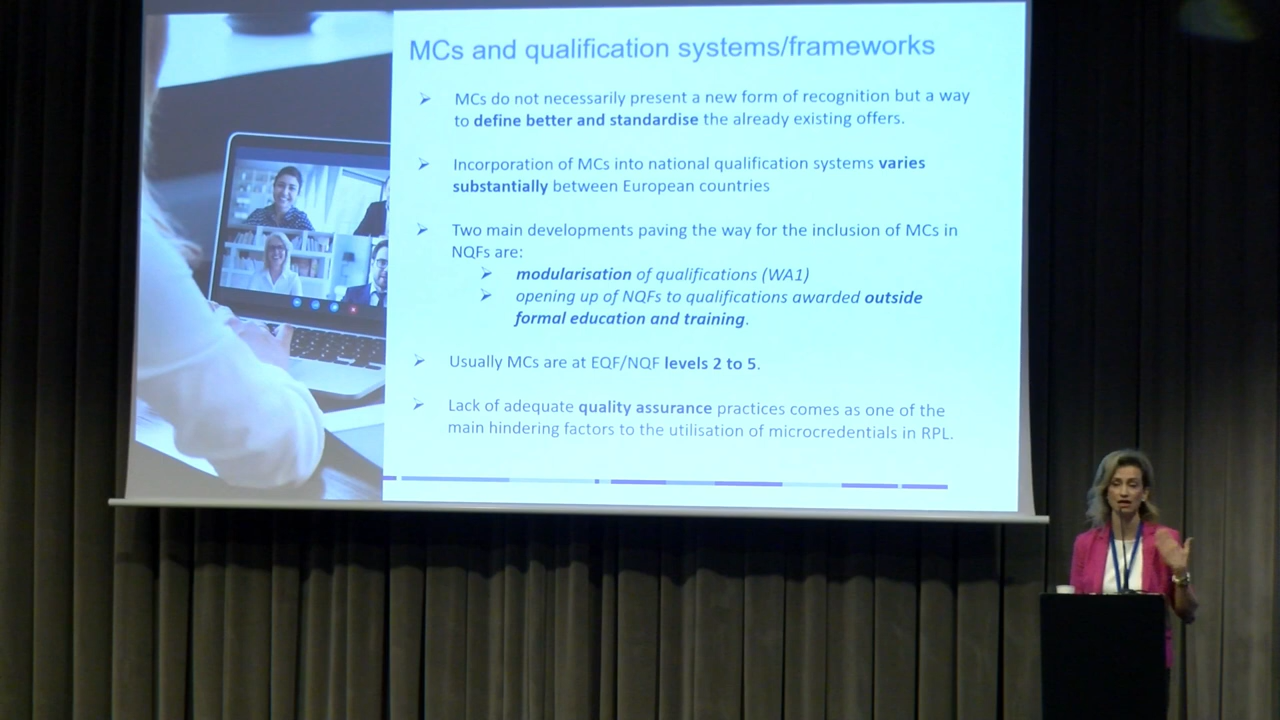 MCs and qualification systems/frameworks
MCs do not necessarily present a new form of recognition but a way
to define better and standardise the already existing offers.
Incorporation of MCs into national qualification systems varies
substantially between European countries
Two main developments paving the way for the inclusion of MCs in
NQFs are:
modularisation of qualifications (WA1)
opening up of NQFs to qualifications awarded outside
formal education and training.
Usually MCs are at EQF/NQF levels 2 to 5.
Lack of adequate quality assurance practices comes as one of the
main hindering factors to the utilisation of microcredentials in RPL.